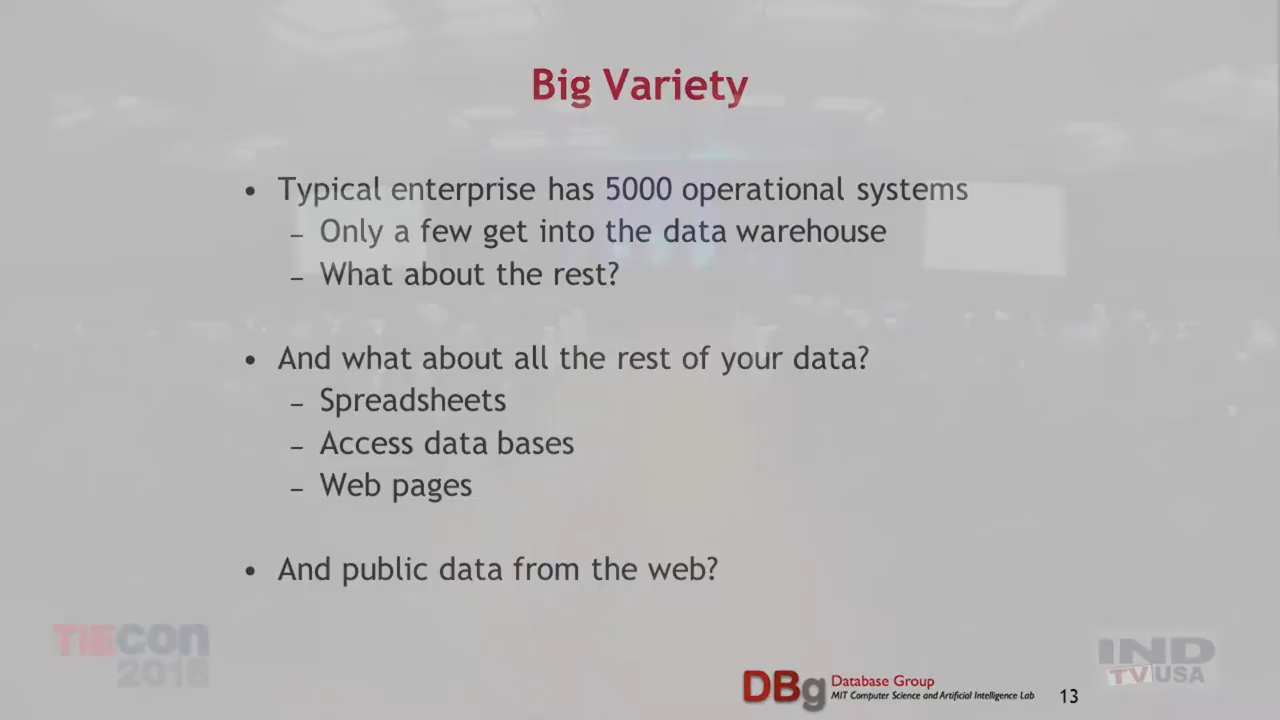 Big Variety
• Typical enterprise has 5000 operational systems
– Only a few get into the data warehouse
– What about the rest?
• And what about all the rest of your data?
– Spreadsheets
– Access data bases
– Web pages
• And public data from the web?
TiECON
2016
DBg Database Group
MIT Computer Science and Artificial Intelligence Lab
13
IND
TV USA